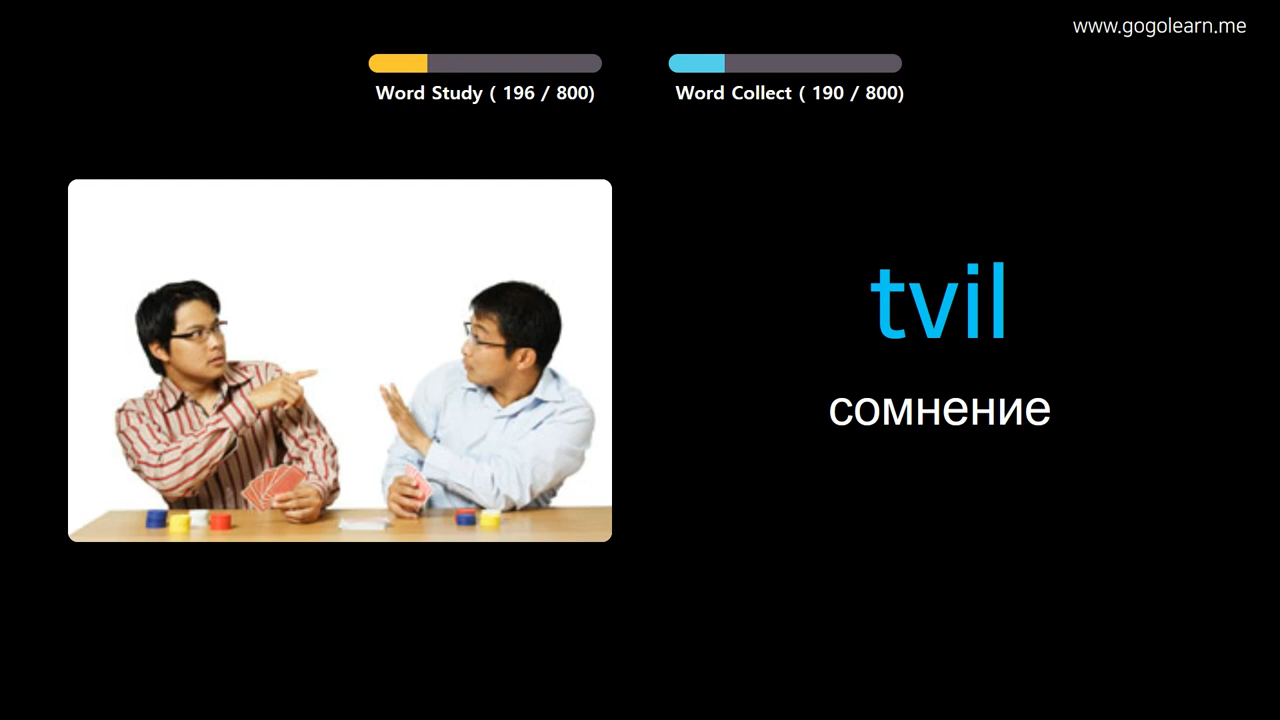 www.gogolearn.me
Word Study ( 196 / 800)
Word Collect ( 190 / 800)
tvil
сомнение